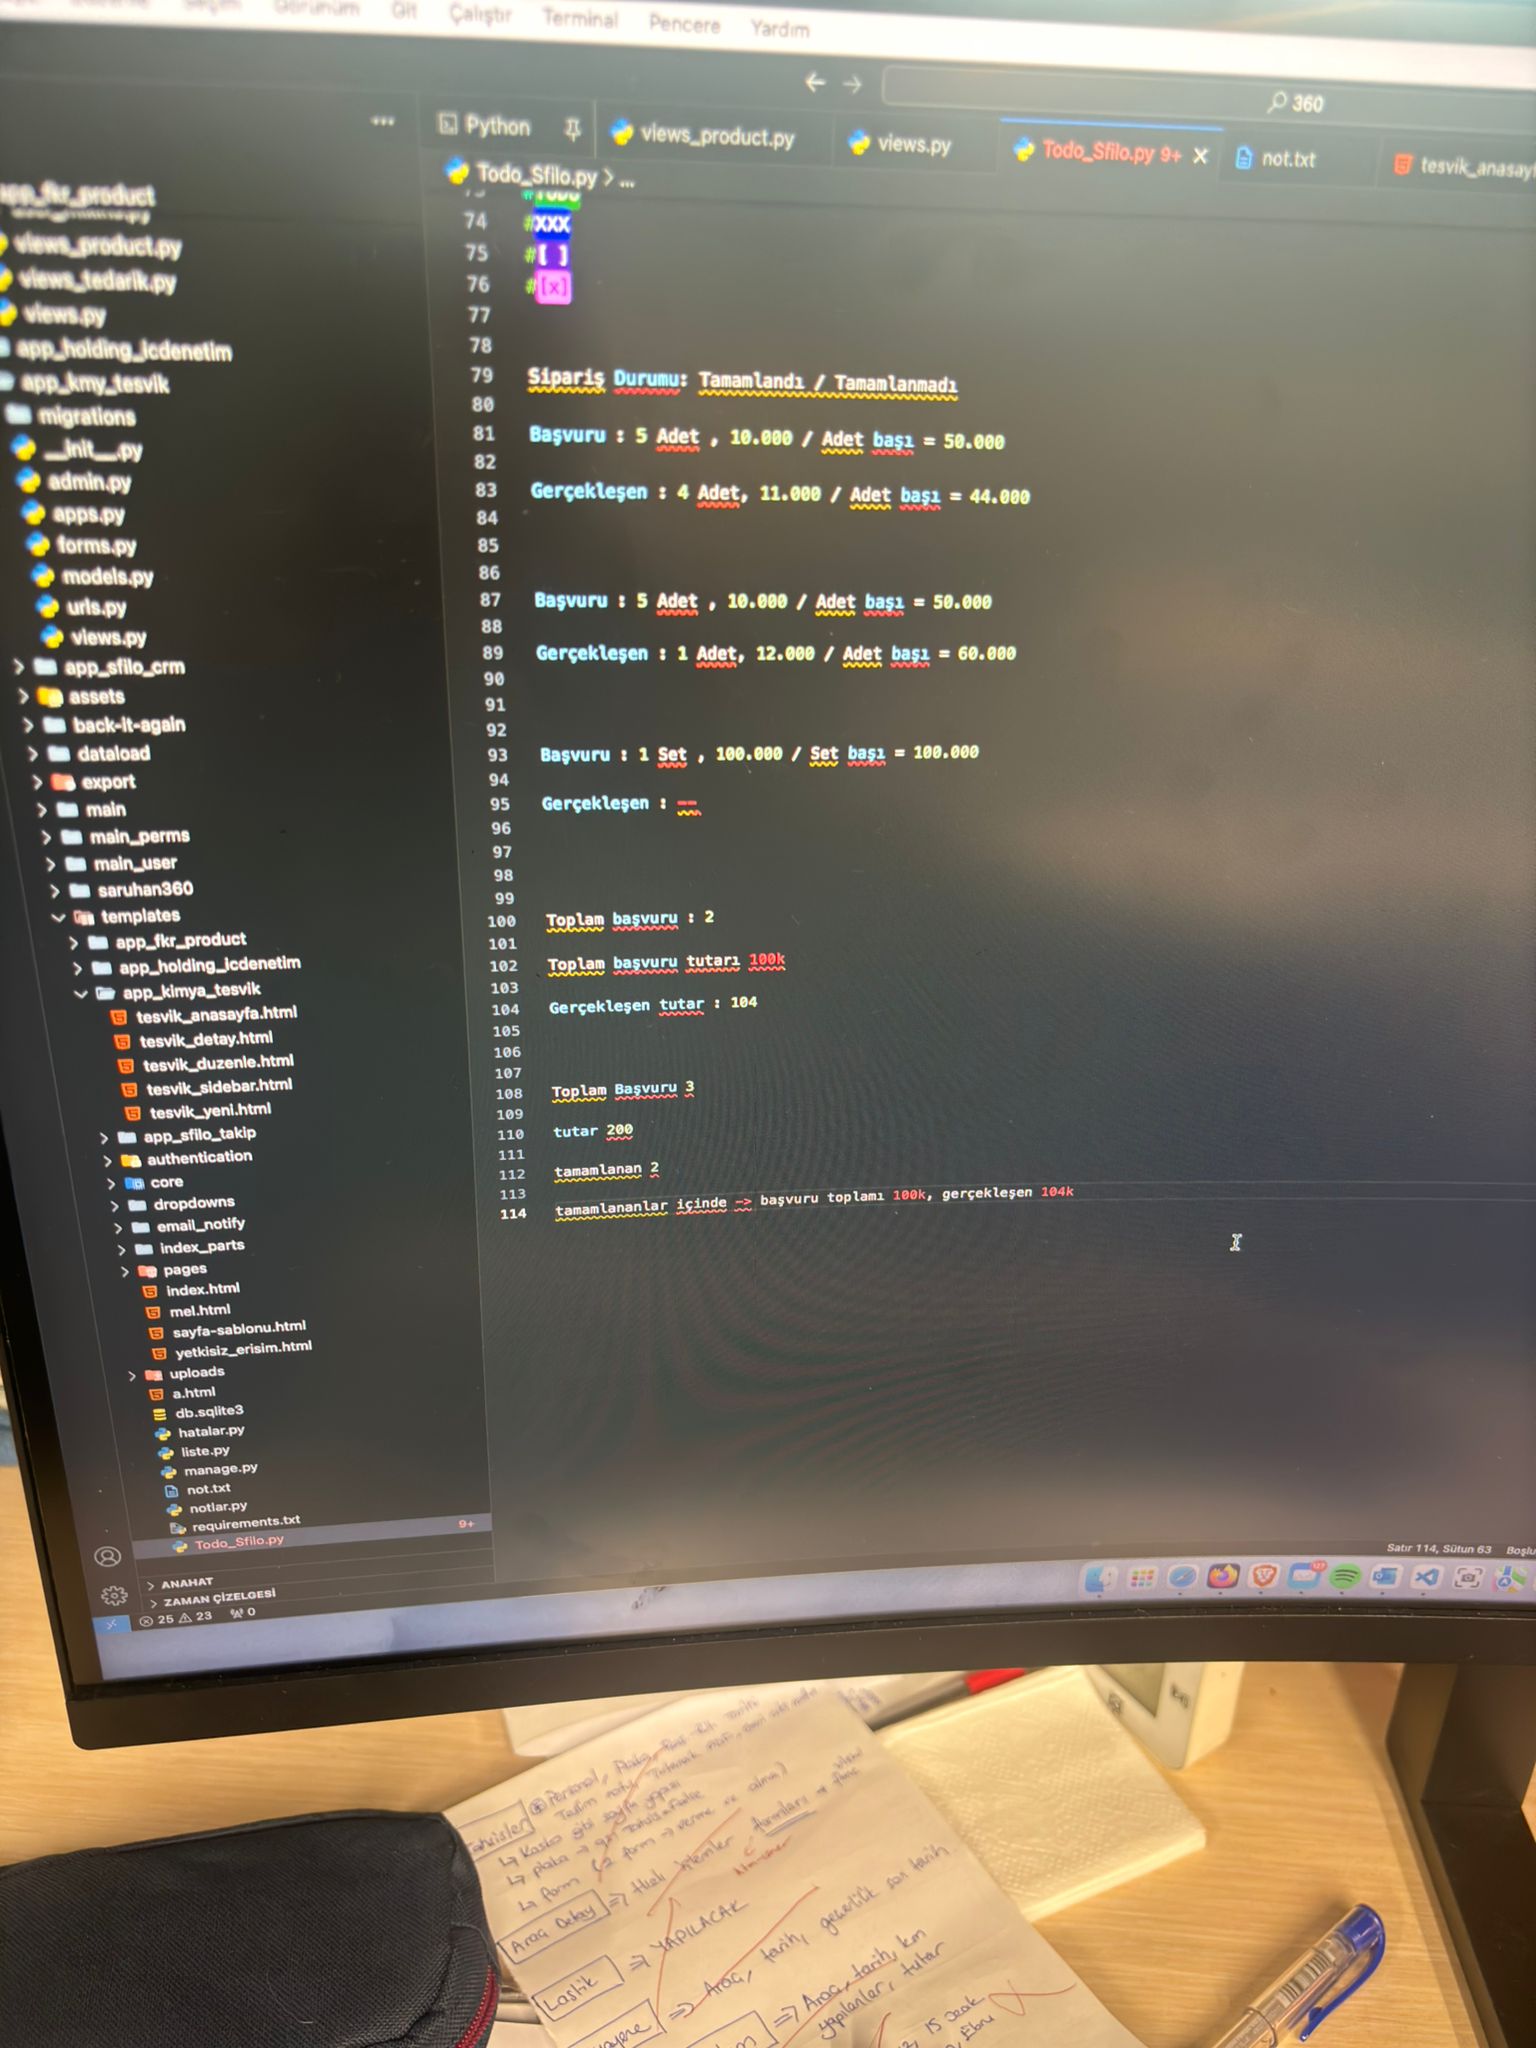 Görünüm Git Çalıştır Terminal Pencere Yardım
360
Python views_product.py views.py Todo_Sfilo.py 9+ not.txt
Todo_Sfilo.py > ...
app_fkr_product
views_product.py
views_tedarik.py
views.py
app_holding_icdenetim
app_kmy_tesvik
migrations
__init__.py
admin.py
apps.py
forms.py
models.py
urls.py
views.py
app_sfilo_crm
assets
back-it-again
dataload
export
main
main_perms
main_user
saruhan360
templates
app_fkr_product
app_holding_icdenetim
app_kimya_tesvik
tesvik_anasayfa.html
tesvik_detay.html
tesvik_duzenle.html
tesvik_sidebar.html
tesvik_yeni.html
app_sfilo_takip
authentication
core
dropdowns
email_notify
index_parts
pages
index.html
mel.html
sayfa-sablonu.html
yetkisiz_erisim.html
uploads
a.html
db.sqlite3
hatalar.py
liste.py
manage.py
not.txt
notlar.py
requirements.txt
Todo_Sfilo.py 9+
ANAHAT
ZAMAN ÇİZELGESİ
25 23 0
74 #XXX
75 #[ ]
76 #[x]
77
78
79 Sipariş Durumu: Tamamlandı / Tamamlanmadı
80
81 Başvuru : 5 Adet , 10.000 / Adet başı = 50.000
82
83 Gerçekleşen : 4 Adet, 11.000 / Adet başı = 44.000
84
85
86
87 Başvuru : 5 Adet , 10.000 / Adet başı = 50.000
88
89 Gerçekleşen : 1 Adet, 12.000 / Adet başı = 60.000
90
91
92
93 Başvuru : 1 Set , 100.000 / Set başı = 100.000
94
95 Gerçekleşen : --
96
97
98
99
100 Toplam başvuru : 2
101
102 Toplam başvuru tutarı 100k
103
104 Gerçekleşen tutar : 104
105
106
107
108 Toplam Başvuru 3
109
110 tutar 200
111
112 tamamlanan 2
113
114 tamamlananlar içinde -> başvuru toplamı 100k, gerçekleşen 104k
Satır 114, Sütun 63
Personel, Plaka,
Kasko gibi sayfa yapısı
plaka
form (2 form → verme ve alma)
Araç Detay ⇒
Lastik ⇒ YAPILACAK
⇒ Araç, tarih, geçerlilik son tarih
⇒ Araç, tarih, km
yapılanlar, tutar
15 Ocak